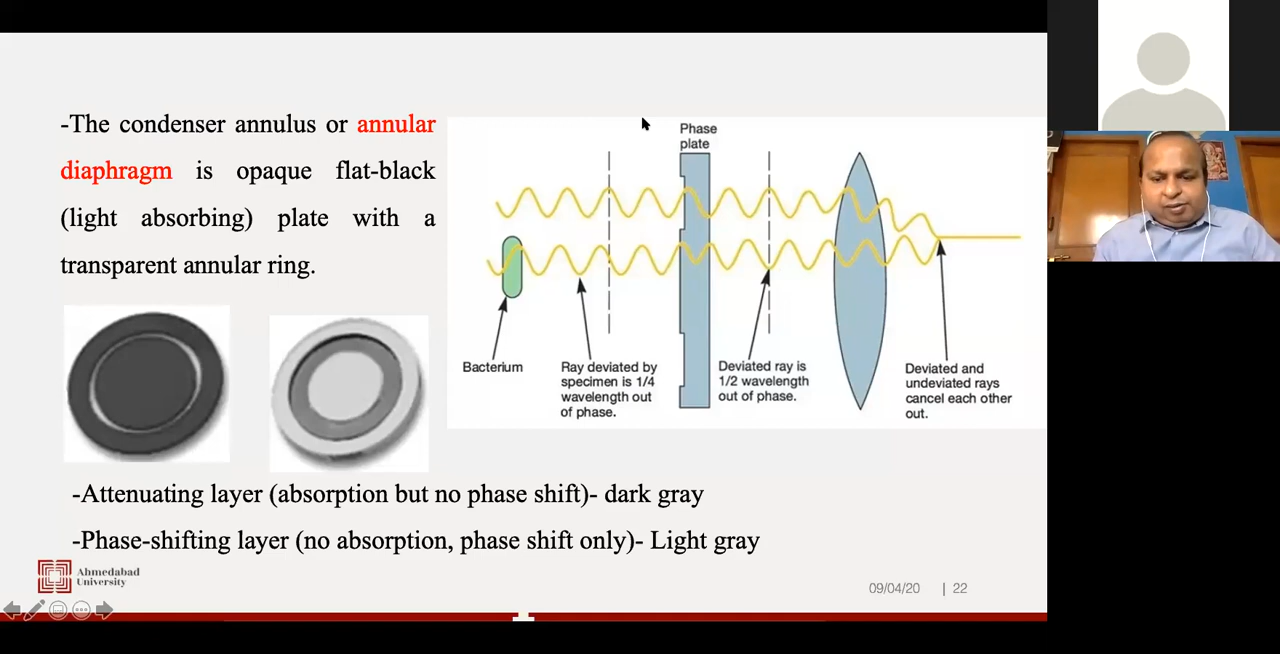 -The condenser annulus or annular
diaphragm is opaque flat-black
(light absorbing) plate with a
transparent annular ring.
Phase
plate
Bacterium
Ray deviated by
specimen is 1/4
wavelength out
of phase.
Deviated ray is
1/2 wavelength
out of phase.
Deviated and
undeviated rays
cancel each other
out.
-Attenuating layer (absorption but no phase shift)- dark gray
-Phase-shifting layer (no absorption, phase shift only)- Light gray
Ahmedabad
University
09/04/20 | 22